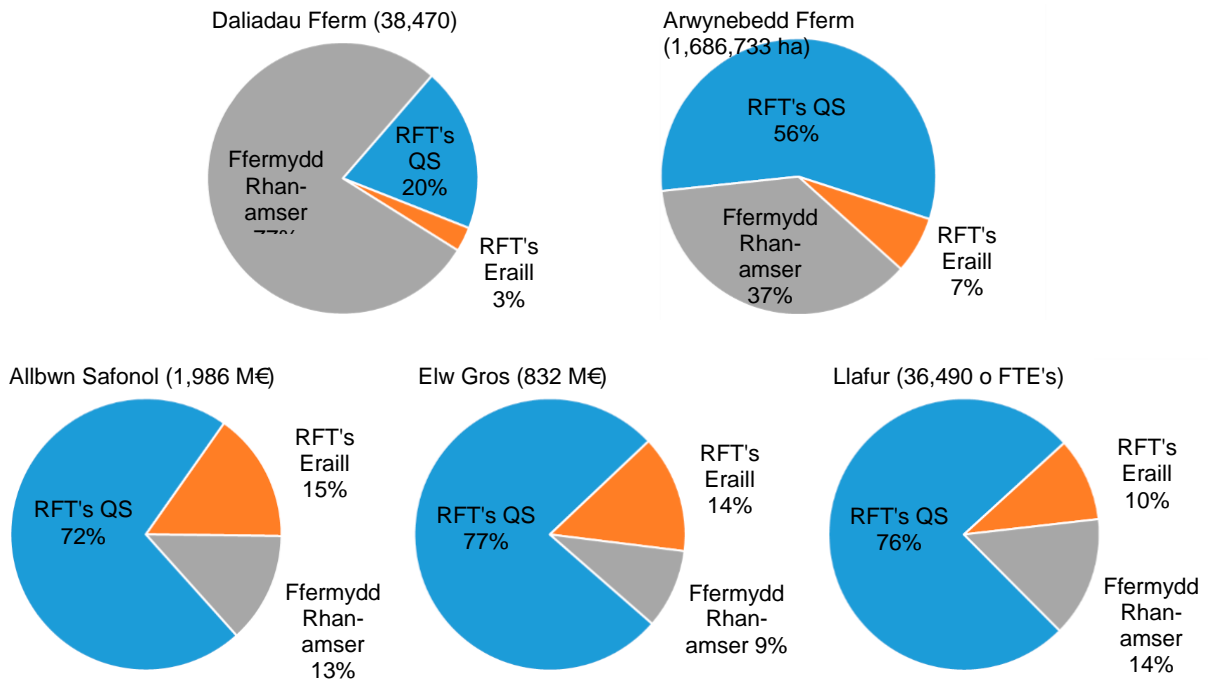 Daliadau Fferm (38,470)
Ffermydd
Rhan-
amser
RFT's
QS
20%
RFT's
Eraill
3%
Arwynebedd Fferm
(1,686,733 ha)
RFT's QS
56%
Ffermydd
Rhan-
amser
37%
RFT's
Eraill
7%
Allbwn Safonol (1,986 M€)
RFT's QS
72%
RFT's
Eraill
15%
Ffermydd
Rhan-
amser
13%
Elw Gros (832 M€)
RFT's QS
77%
RFT's
Eraill
14%
Ffermydd
Rhan-
amser 9%
Llafur (36,490 o FTE's)
RFT's QS
76%
RFT's
Eraill
10%
Ffermydd
Rhan-
amser
14%